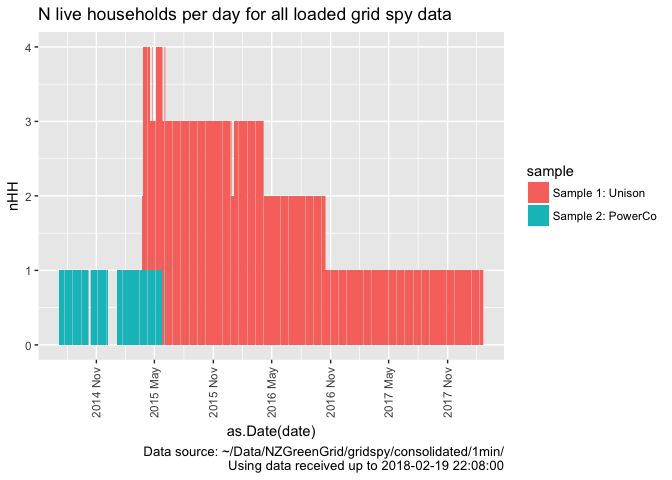 N live households per day for all loaded grid spy data
4
3
2
1
0
nHH
2014 Nov
2015 May
2015 Nov
2016 May
2016 Nov
2017 May
2017 Nov
as.Date(date)
sample
Sample 1: Unison
Sample 2: PowerCo
Data source: ~/Data/NZGreenGrid/gridspy/consolidated/1min/
Using data received up to 2018-02-19 22:08:00